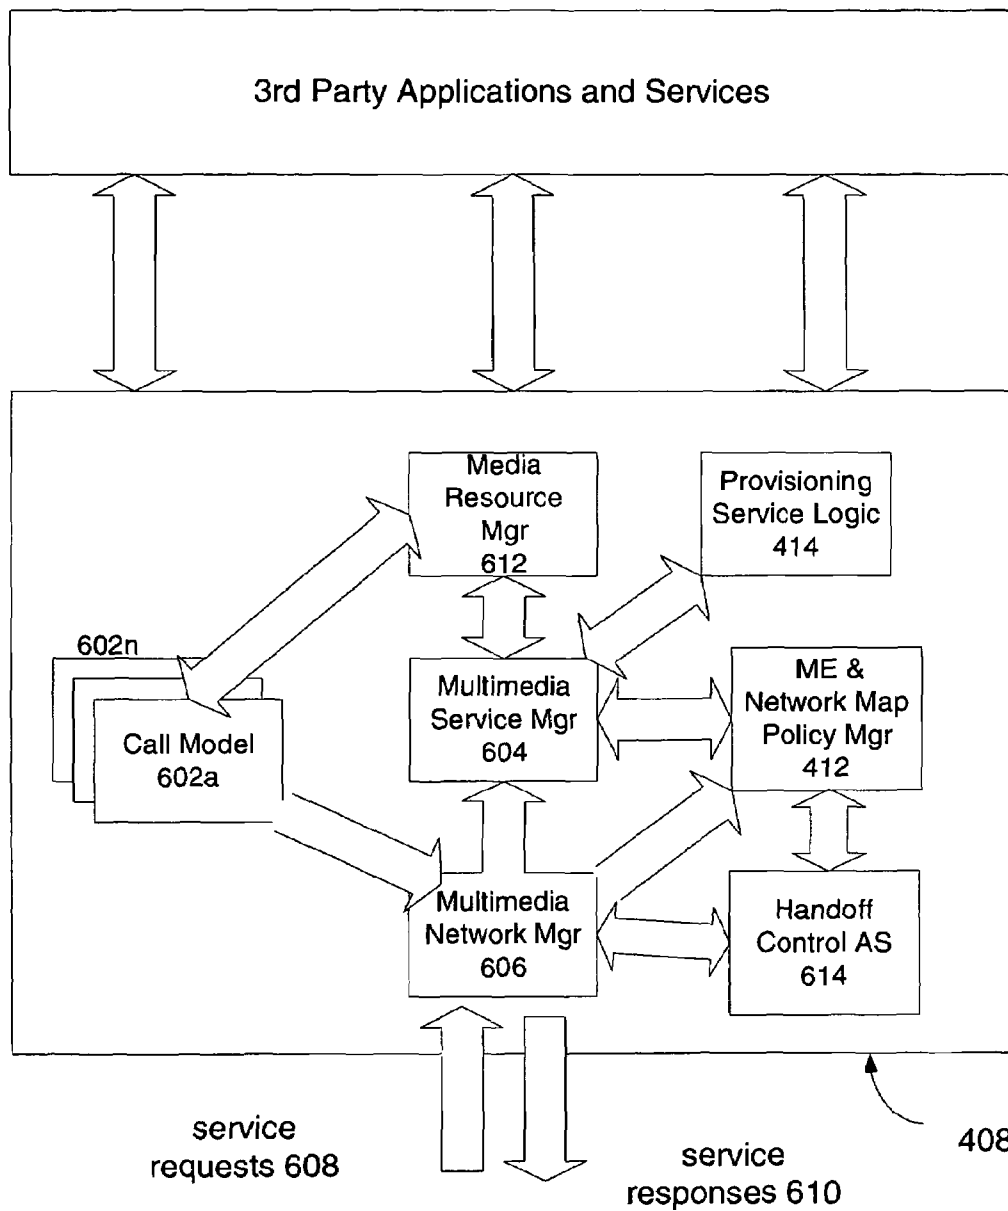 3rd Party Applications and Services
Media
Resource
Mgr
612
Provisioning
Service Logic
414
602n
Call Model
602a
Multimedia
Service Mgr
604
ME &
Network Map
Policy Mgr
412
Multimedia
Network Mgr
606
Handoff
Control AS
614
service
requests 608
service
responses 610
408